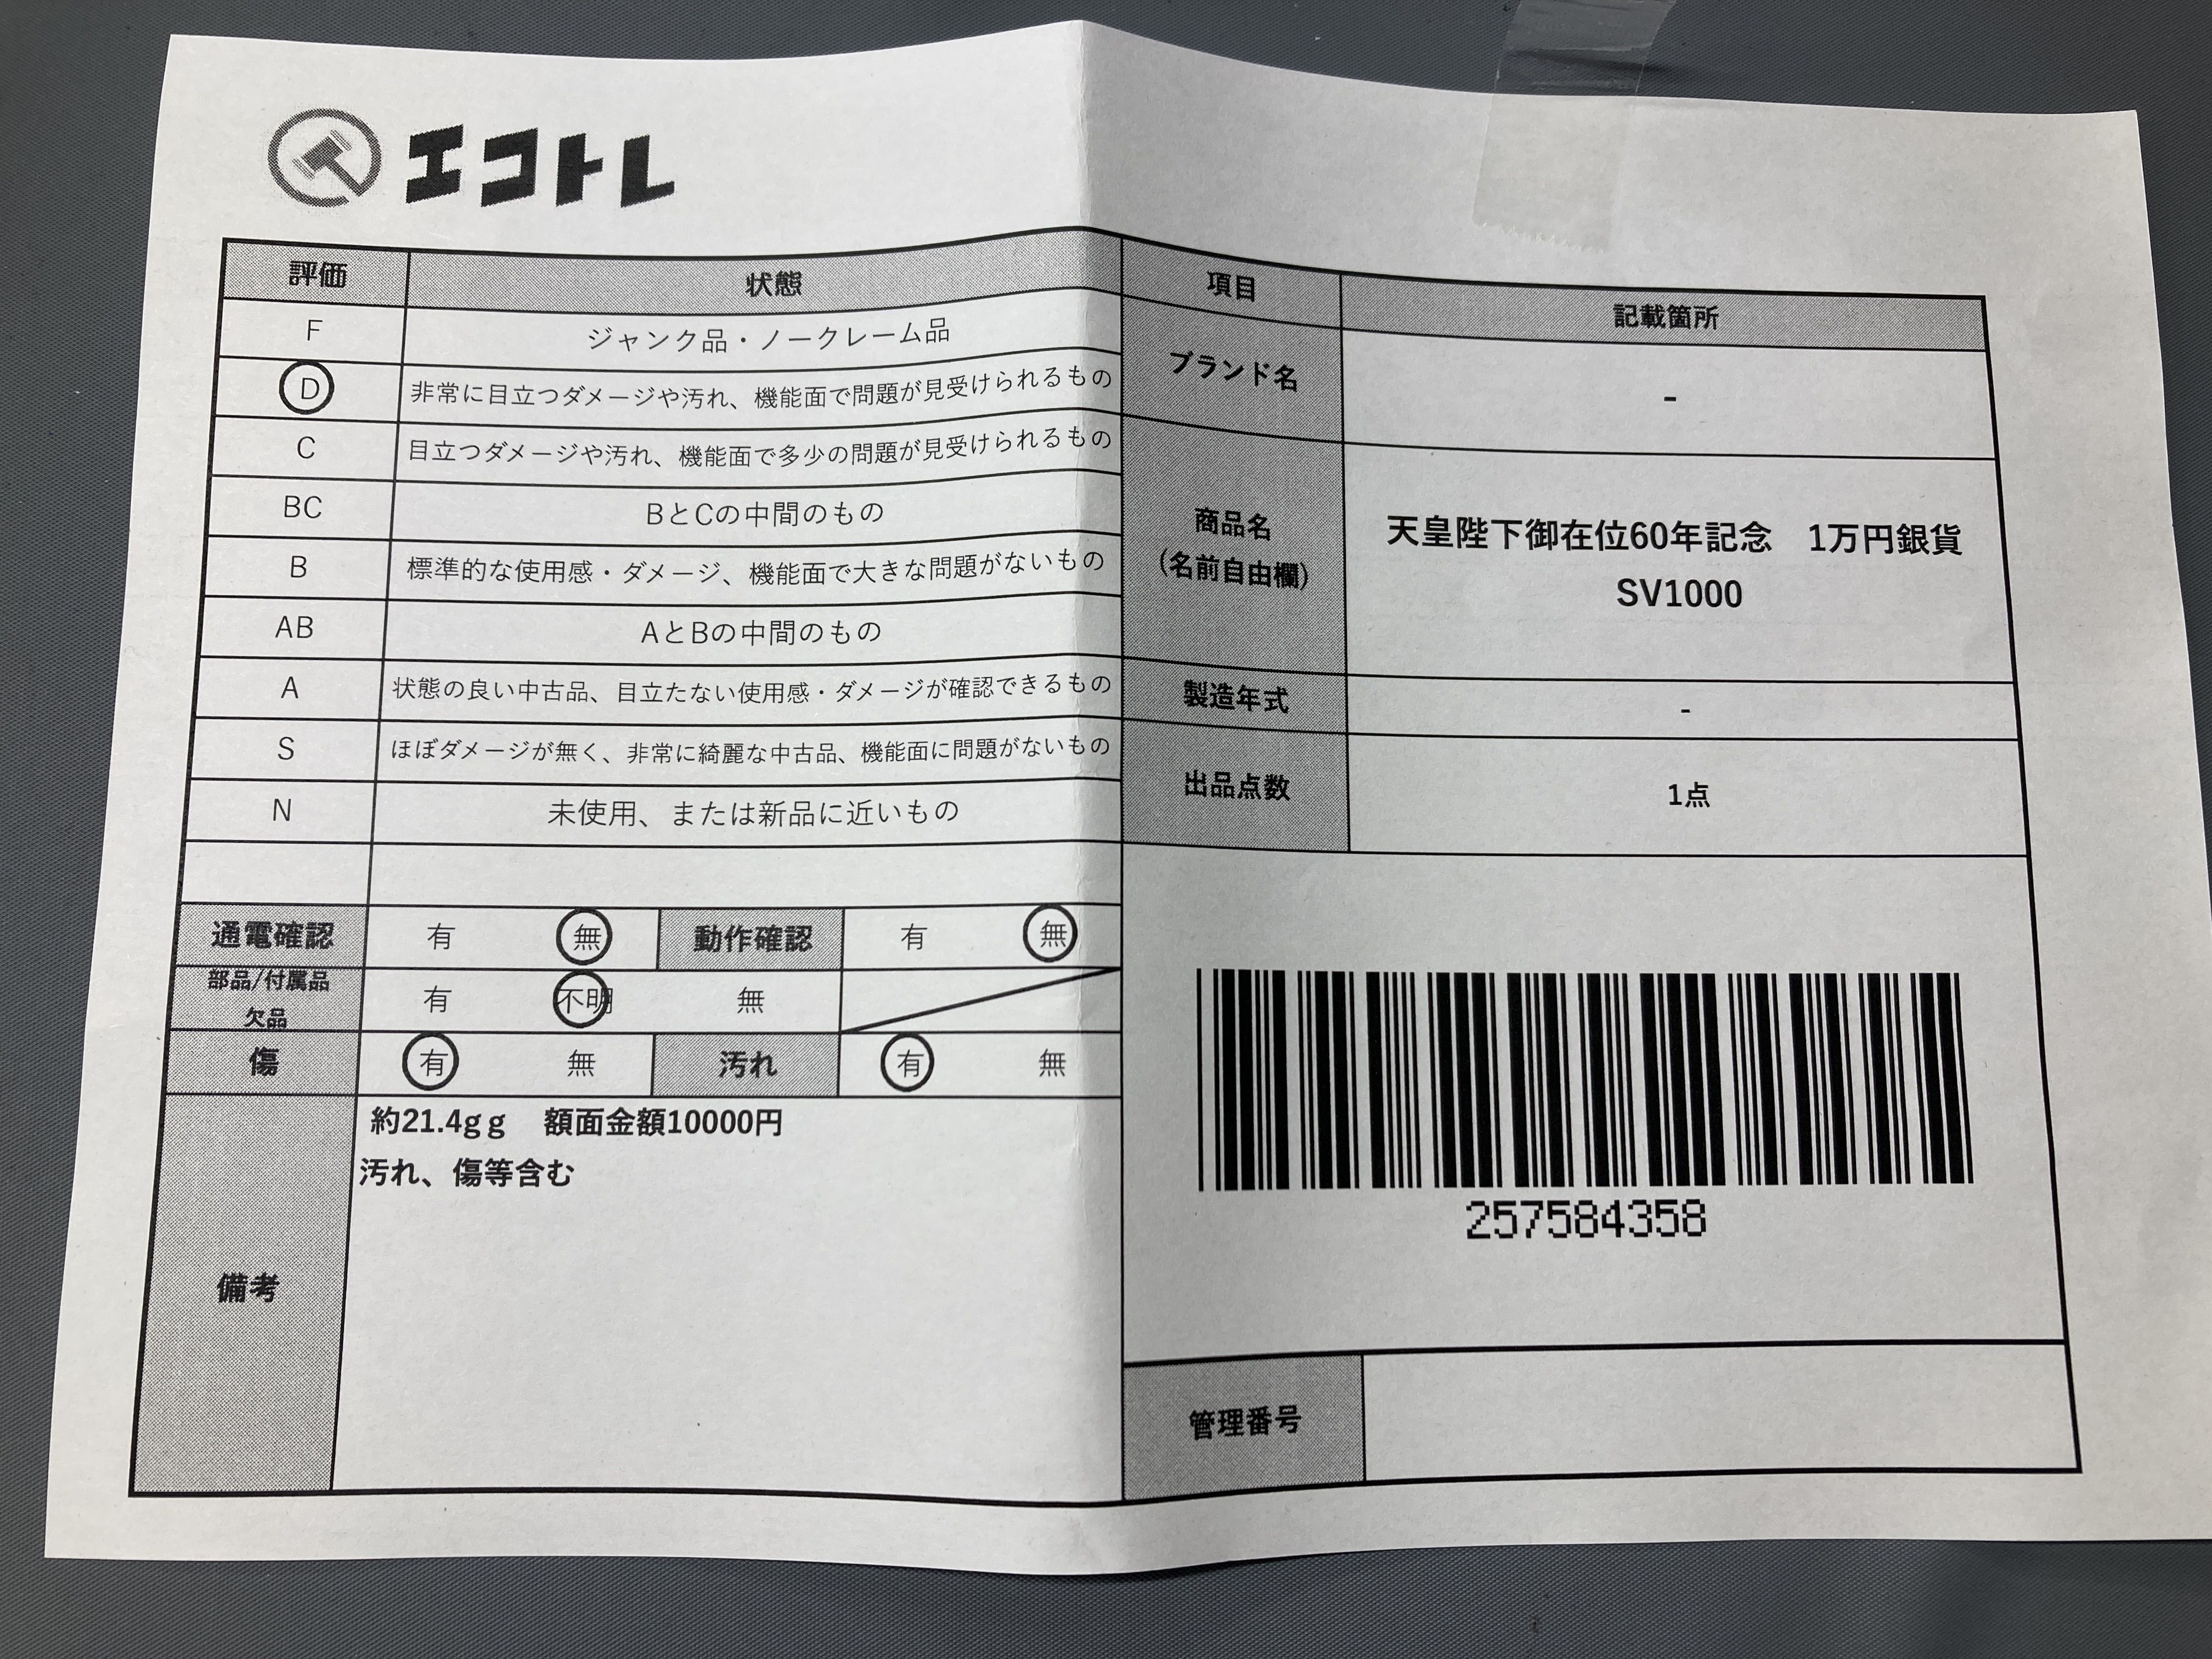 エコトレ
評価 状態
F ジャンク品・ノークレーム品
D 非常に目立つダメージや汚れ、機能面で問題が見受けられるもの
C 目立つダメージや汚れ、機能面で多少の問題が見受けられるもの
BC BとCの中間のもの
B 標準的な使用感・ダメージ、機能面で大きな問題がないもの
AB AとBの中間のもの
A 状態の良い中古品、目立たない使用感・ダメージが確認できるもの
S ほぼダメージが無く、非常に綺麗な中古品、機能面に問題がないもの
N 未使用、または新品に近いもの
通電確認 有 無 動作確認 有 無
部品/付属品
欠品 有 不明 無
傷 有 無 汚れ 有 無
備考
約21.4gｇ 額面金額10000円
汚れ、傷等含む
項目 記載箇所
ブランド名 -
商品名
(名前自由欄)
天皇陛下御在位60年記念 1万円銀貨
SV1000
製造年式 -
出品点数 1点
257584358
管理番号